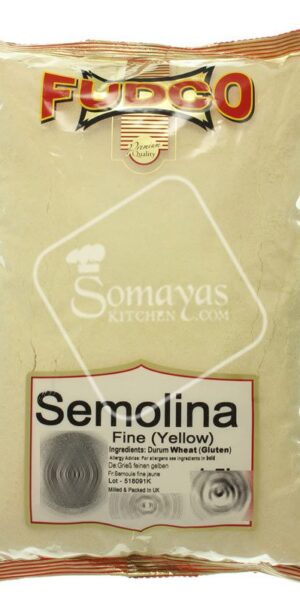 FUDCO
Premium
Quality
Somayas
KITCHEN.COM
Semolina
Fine (Yellow)
Ingredients: Durum Wheat (Gluten)
Allergy Advice: For allergens see ingredients in bold
De:Grieß feinen gelben
Fr:Semoule fine jaune
Lot - 516091K
Milled & Packed In UK